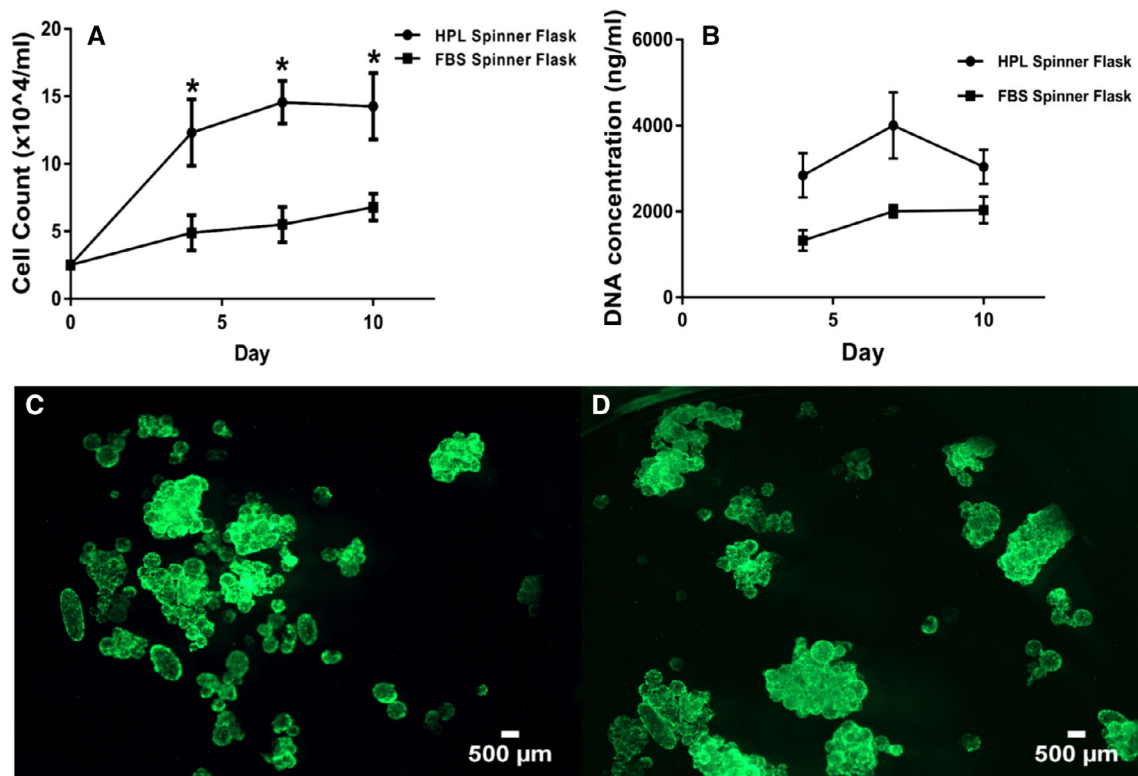 A
HPL Spinner Flask
FBS Spinner Flask
Cell Count (x10^4/ml)
20
15
10
5
0
* * *
0 5 10
Day
B
HPL Spinner Flask
FBS Spinner Flask
DNA concentration (ng/ml)
6000
4000
2000
0
0 5 10
Day
C
500 µm
D
500 µm